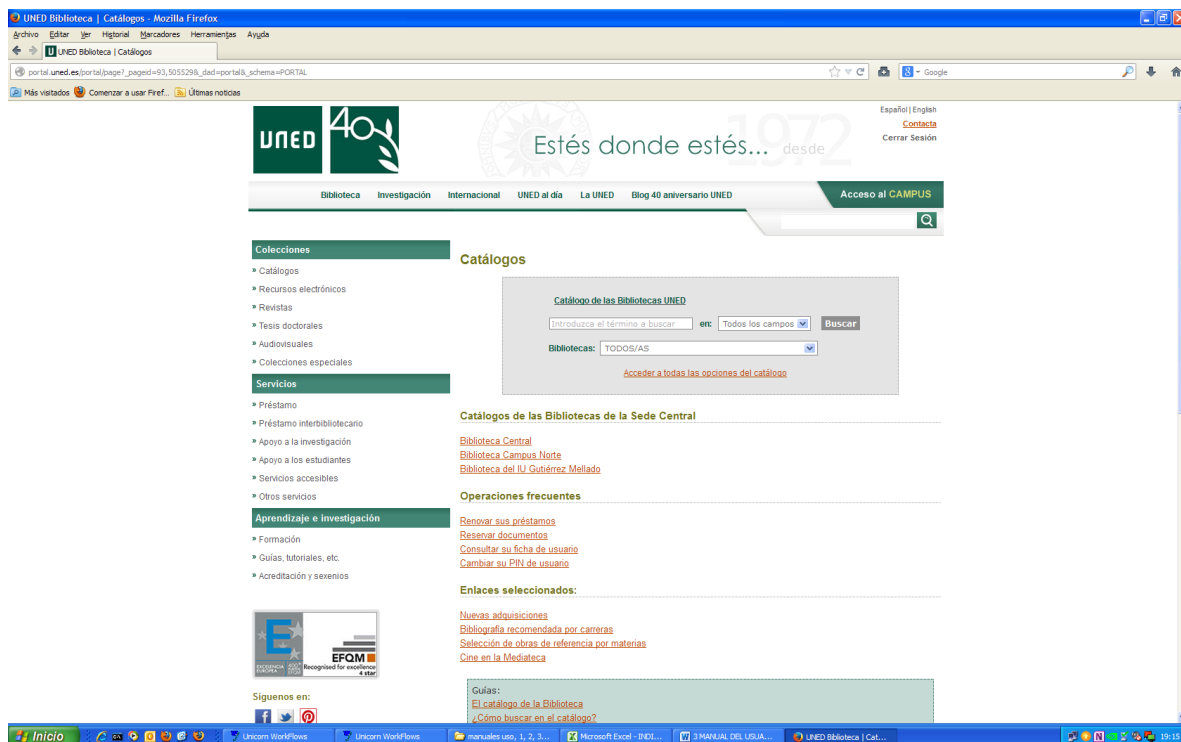 UNED Biblioteca | Catálogos - Mozilla Firefox
Archivo Editar Ver Historial Marcadores Herramientas Ayuda
UNED Biblioteca | Catálogos
portal.uned.es/portal/page?_pageid=93,505529&_dad=portal&_schema=PORTAL
Google
Más visitados Comenzar a usar Firef... Últimas noticias
Español | English
Contacta
Cerrar Sesión
UNED 40
Estés donde estés... desde 1972
Biblioteca Investigación Internacional UNED al día La UNED Blog 40 aniversario UNED Acceso al CAMPUS
Colecciones
» Catálogos
» Recursos electrónicos
» Revistas
» Tesis doctorales
» Audiovisuales
» Colecciones especiales
Servicios
» Préstamo
» Préstamo interbibliotecario
» Apoyo a la investigación
» Apoyo a los estudiantes
» Servicios accesibles
» Otros servicios
Aprendizaje e investigación
» Formación
» Guías, tutoriales, etc.
» Acreditación y sexenios
EFQM
Recognised for excellence
4 star
EXCELENCIA EUROPEA
Síguenos en:
Catálogos
Catálogo de las Bibliotecas UNED
Introduzca el término a buscar en: Todos los campos Buscar
Bibliotecas: TODOS/AS
Acceder a todas las opciones del catálogo
Catálogos de las Bibliotecas de la Sede Central
Biblioteca Central
Biblioteca Campus Norte
Biblioteca del IU Gutiérrez Mellado
Operaciones frecuentes
Renovar sus préstamos
Reservar documentos
Consultar su ficha de usuario
Cambiar su PIN de usuario
Enlaces seleccionados:
Nuevas adquisiciones
Bibliografía recomendada por carreras
Selección de obras de referencia por materias
Cine en la Mediateca
Guías:
El catálogo de la Biblioteca
¿Cómo buscar en el catálogo?
Inicio Unicorn WorkFlows Unicorn WorkFlows manuales uso, 1, 2, 3... Microsoft Excel - INDI... 3 MANUAL DEL USUA... UNED Biblioteca | Cat... 19:15